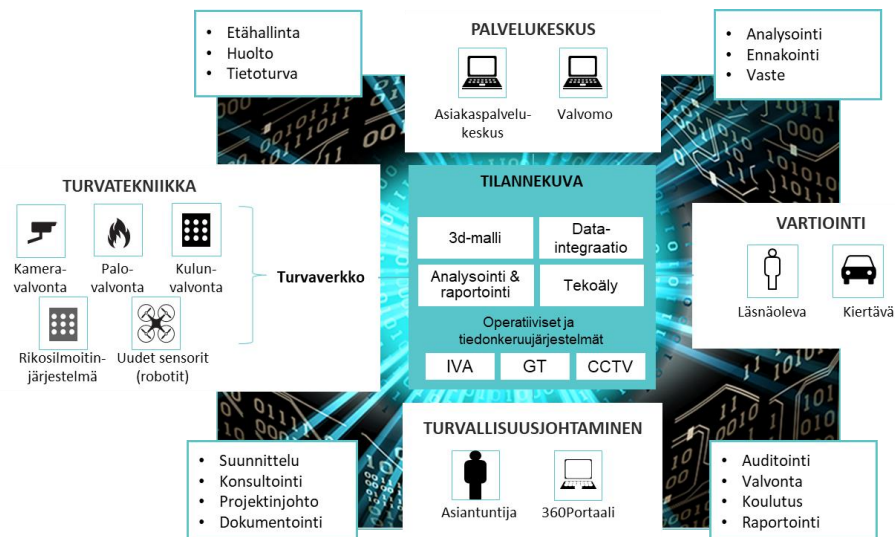 • Etähallinta
• Huolto
• Tietoturva
PALVELUKESKUS
Asiakaspalvelu-
keskus
Valvomo
• Analysointi
• Ennakointi
• Vaste
TURVATEKNIIKKA
Kamera-
valvonta
Palo-
valvonta
Kulun-
valvonta
Rikosilmoitin-
järjestelmä
Uudet sensorit
(robotit)
Turvaverkko
TILANNEKUVA
3d-malli
Data-
integraatio
Analysointi &
raportointi
Tekoäly
Operatiiviset ja
tiedonkeruujärjestelmät
IVA
GT
CCTV
VARTIOINTI
Läsnäoleva
Kiertävä
• Suunnittelu
• Konsultointi
• Projektinjohto
• Dokumentointi
TURVALLISUUSJOHTAMINEN
Asiantuntija
360Portaali
• Auditointi
• Valvonta
• Koulutus
• Raportointi